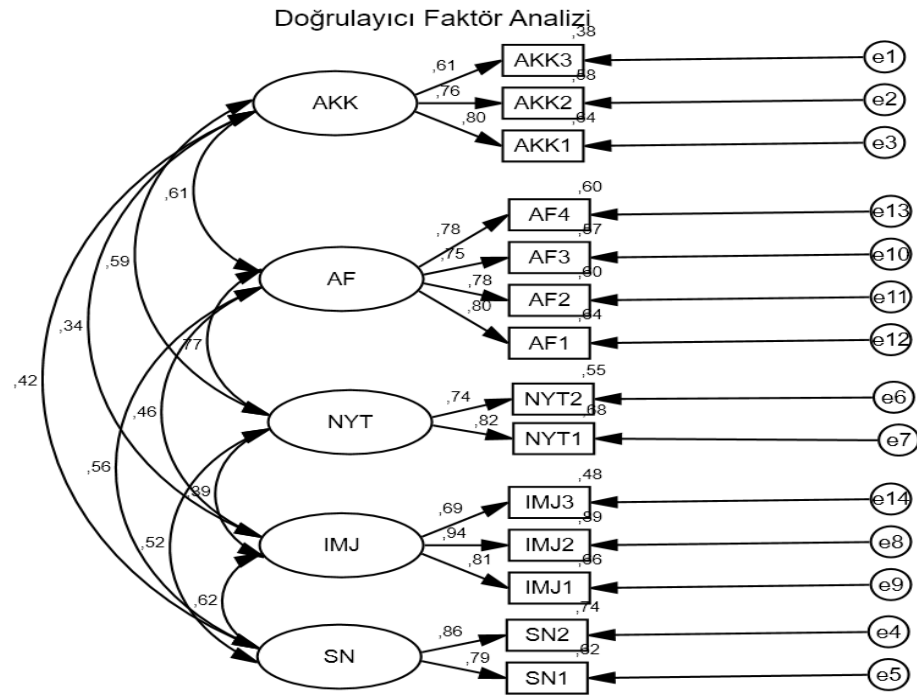 Doğrulayıcı Faktör Analizi
,38
AKK3
e1
,61
,58
AKK2
e2
,76
AKK
,64
AKK1
e3
,80
,61
,60
AF4
e13
,78
,57
AF3
e10
,75
AF
,60
AF2
e11
,78
,64
AF1
e12
,80
,59
,34
,77
,42
,55
NYT2
e6
,74
NYT
,68
NYT1
e7
,82
,46
,56
,39
,48
IMJ3
e14
,69
,89
IMJ2
e8
,94
IMJ
,66
IMJ1
e9
,81
,52
,62
,74
SN2
e4
,86
SN
,62
SN1
e5
,79